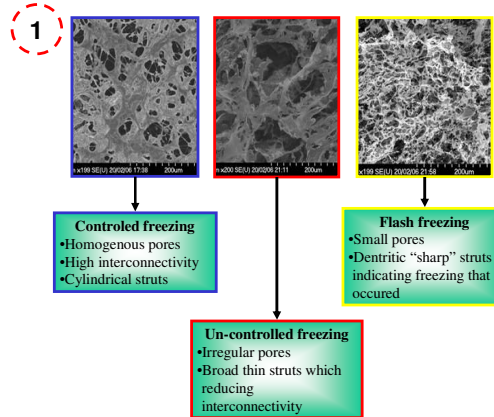 1
x199 SE(U) 20/02/06 17:38 200um
x200 SE(U) 20/02/06 21:11 200um
x199 SE(U) 20/02/06 21:58 200um
Controled freezing
•Homogenous pores
•High interconnectivity
•Cylindrical struts
Flash freezing
•Small pores
•Dentritic “sharp” struts
indicating freezing that
occured
Un-controlled freezing
•Irregular pores
•Broad thin struts which
reducing
interconnectivity